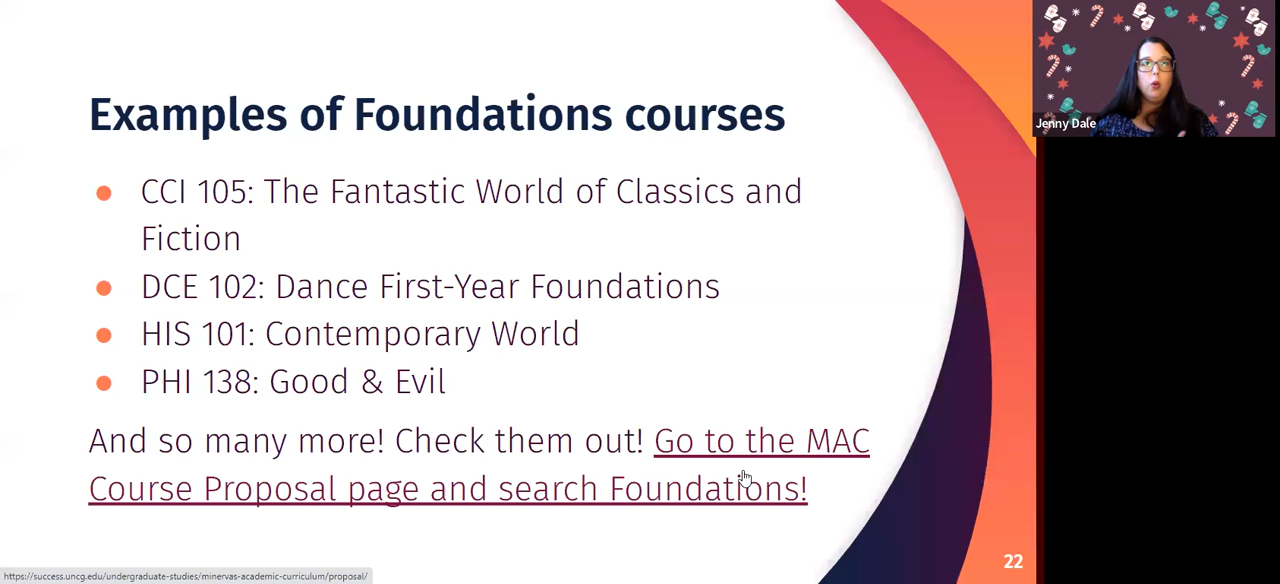 Examples of Foundations courses
CCI 105: The Fantastic World of Classics and
Fiction
DCE 102: Dance First-Year Foundations
HIS 101: Contemporary World
PHI 138: Good & Evil
And so many more! Check them out! Go to the MAC
Course Proposal page and search Foundations!
22
https://success.uncg.edu/undergraduate-studies/minervas-academic-curriculum/proposal/
Jenny Dale